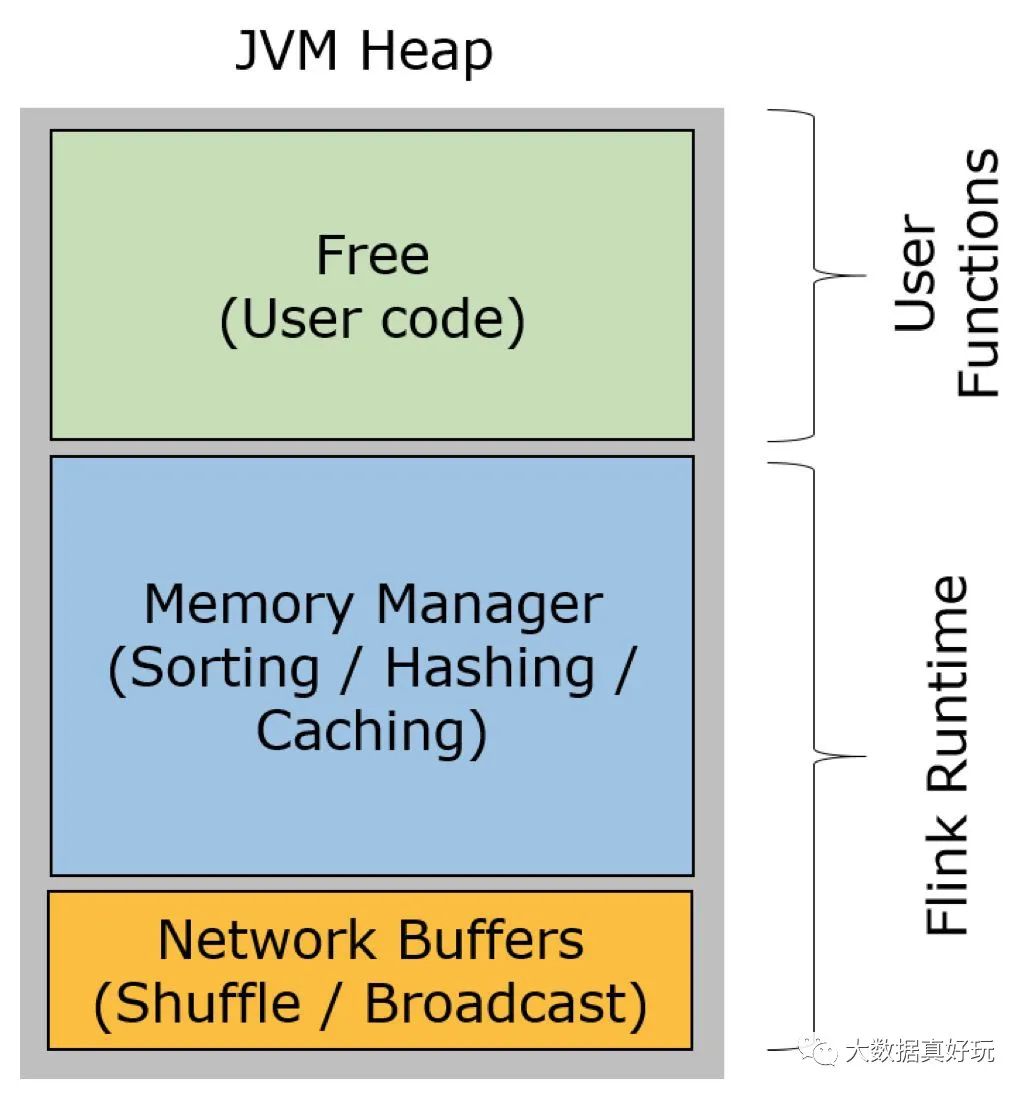 JVM Heap
Free
(User code)
User
Functions
Memory Manager
(Sorting / Hashing /
Caching)
Flink Runtime
Network Buffers
(Shuffle / Broadcast)
大数据真好玩